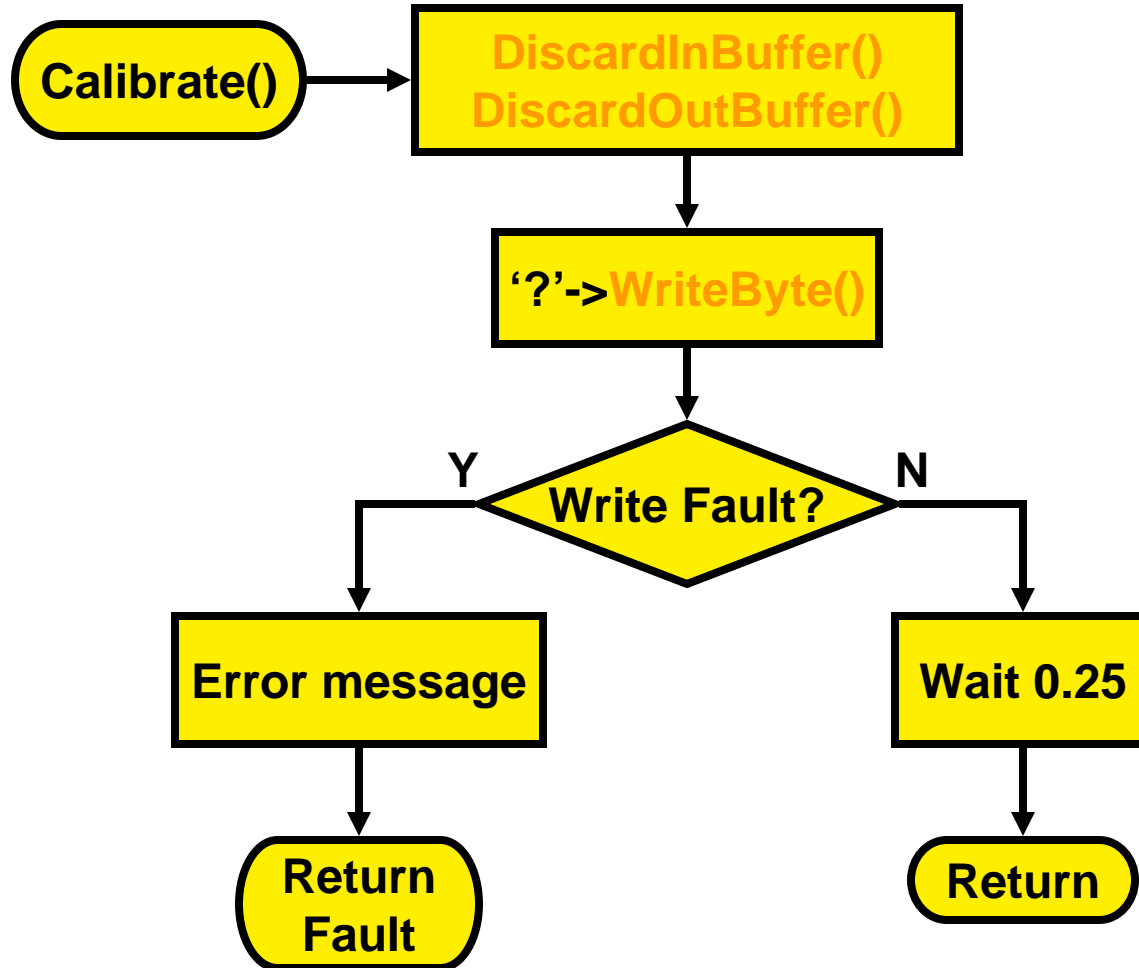 Calibrate()
DiscardInBuffer()
DiscardOutBuffer()
‘?’->WriteByte()
Y
N
Write Fault?
Error message
Wait 0.25
Return
Fault
Return